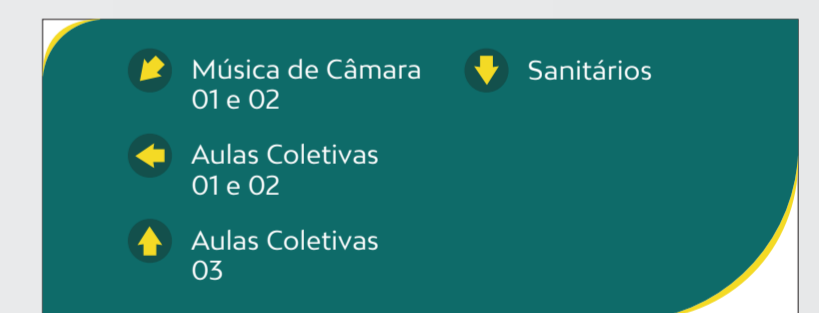 Música de Câmara
01 e 02
Aulas Coletivas
01 e 02
Aulas Coletivas
03
Sanitários